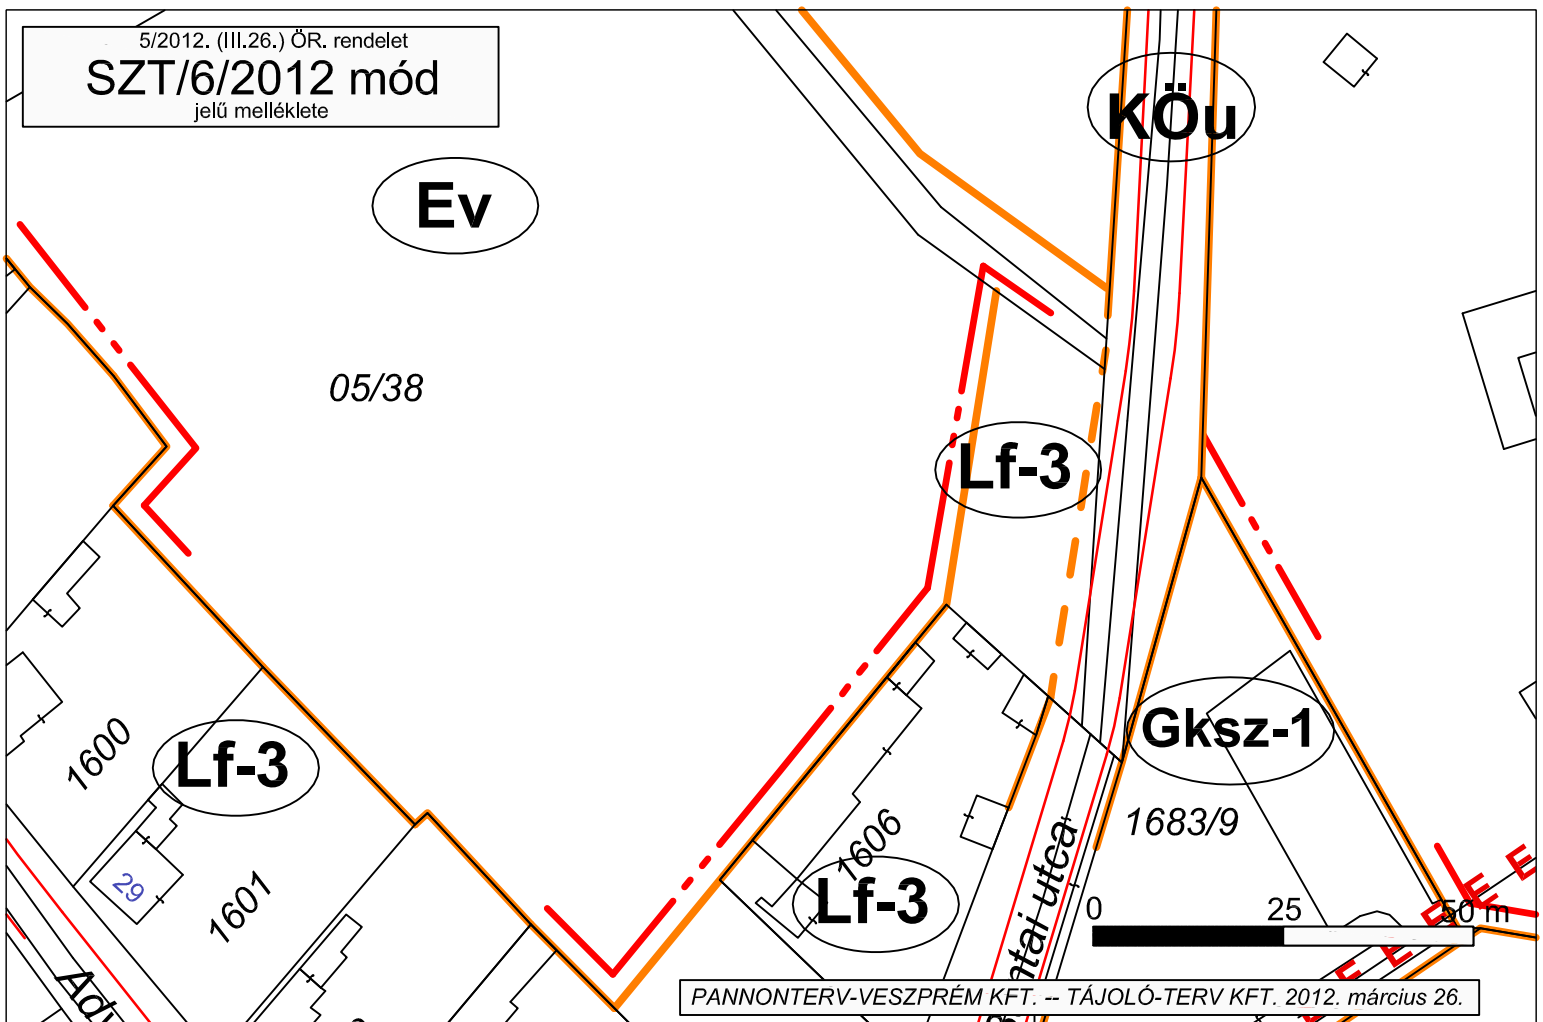 5/2012. (III.26.) ÖR. rendelet
SZT/6/2012 mód
jelű melléklete
KÖu
Ev
05/38
Lf-3
1600
Lf-3
29
1601
Gksz-1
1683/9
1606
Lf-3
utca
0 25 50 m
E E E E E E E
PANNONTERV-VESZPRÉM KFT. -- TÁJOLÓ-TERV KFT. 2012. március 26.